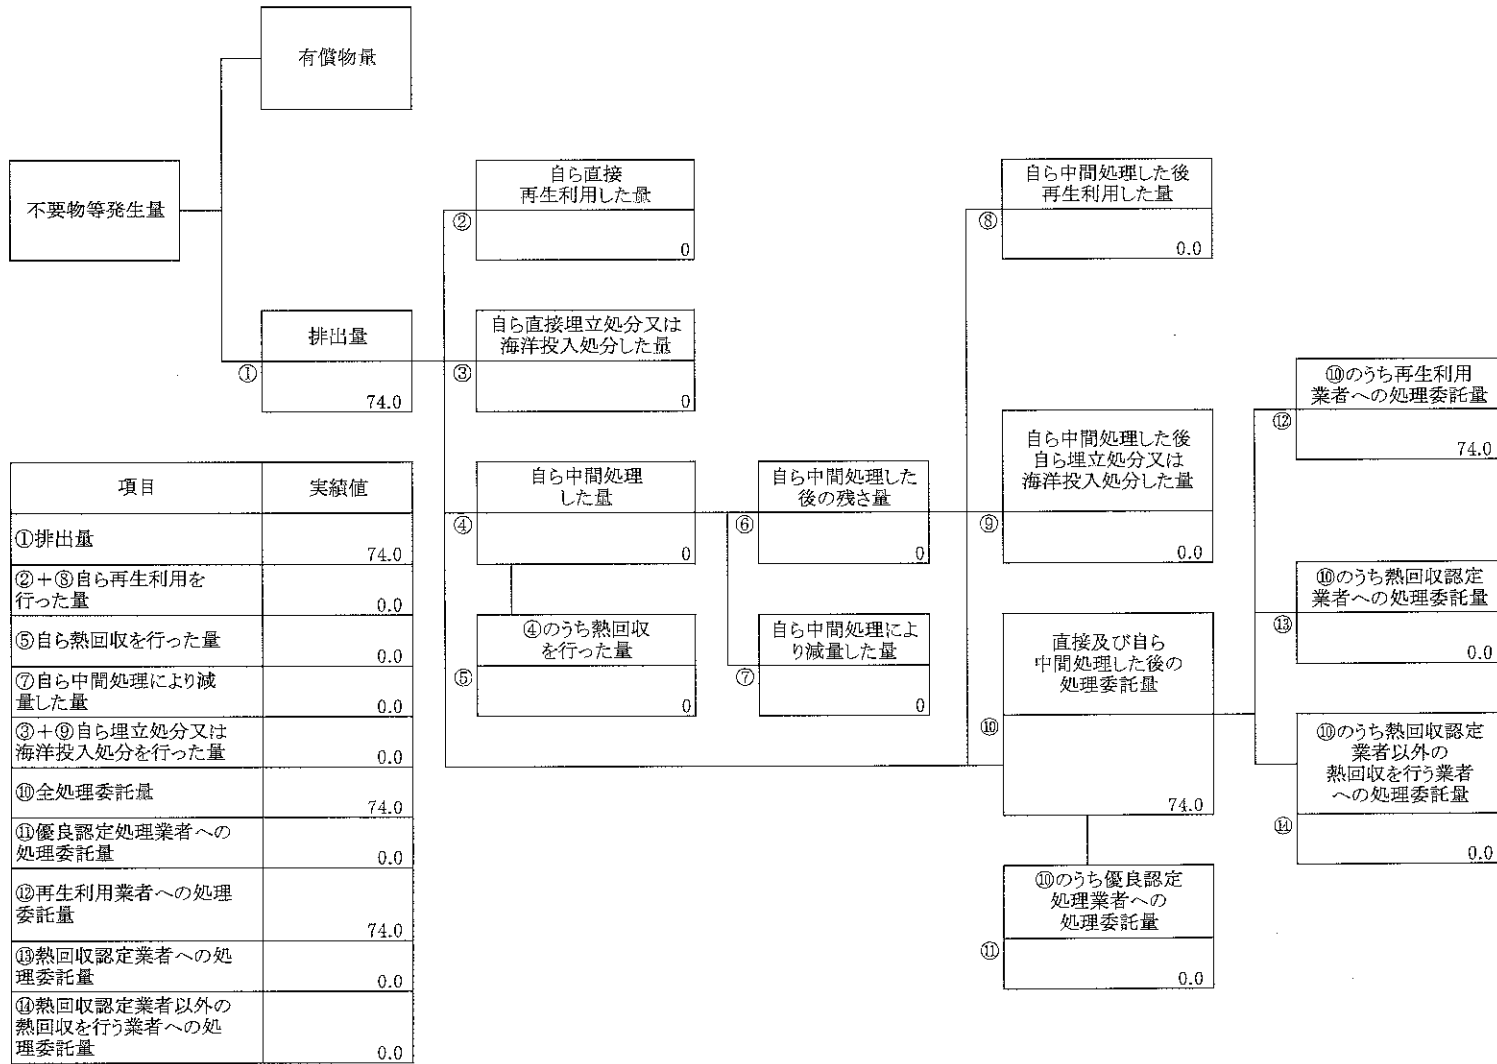 有償物量
不要物等発生量
排出量
①
74.0
自ら直接
再生利用した量
②
0
自ら直接埋立処分又は
海洋投入処分した量
③
0
自ら中間処理
した量
④
0
④のうち熱回収
を行った量
⑤
0
自ら中間処理した
後の残さ量
⑥
0
自ら中間処理によ
り減量した量
⑦
0
自ら中間処理した後
再生利用した量
⑧
0.0
自ら中間処理した後
自ら埋立処分又は
海洋投入処分した量
⑨
0.0
直接及び自ら
中間処理した後の
処理委託量
⑩
74.0
⑩のうち優良認定
処理業者への
処理委託量
⑪
0.0
⑩のうち再生利用
業者への処理委託量
⑫
74.0
⑩のうち熱回収認定
業者への処理委託量
⑬
0.0
⑩のうち熱回収認定
業者以外の
熱回収を行う業者
への処理委託量
⑭
0.0
項目 実績値
①排出量 74.0
②+⑧自ら再生利用を
行った量 0.0
⑤自ら熱回収を行った量 0.0
⑦自ら中間処理により減
量した量 0.0
③+⑨自ら埋立処分又は
海洋投入処分を行った量 0.0
⑩全処理委託量 74.0
⑪優良認定処理業者への
処理委託量 0.0
⑫再生利用業者への処理
委託量 74.0
⑬熱回収認定業者への処
理委託量 0.0
⑭熱回収認定業者以外の
熱回収を行う業者への処
理委託量 0.0